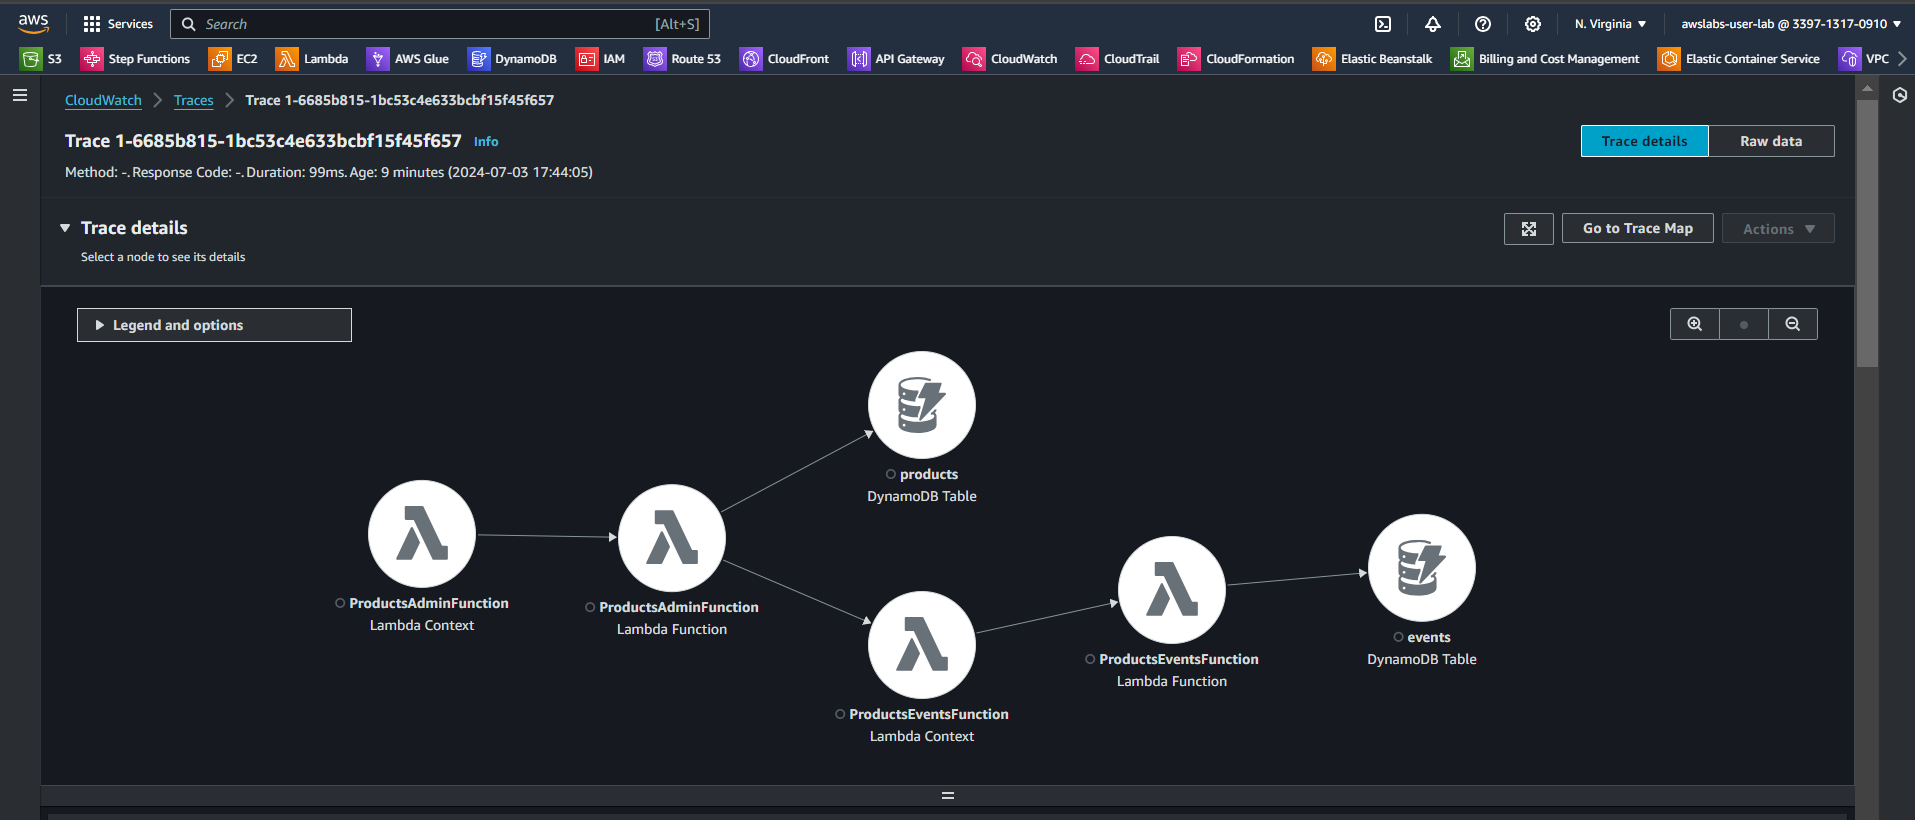 aws
Services
Search
[Alt+S]
N. Virginia
awslabs-user-lab @ 3397-1317-0910
S3
Step Functions
EC2
Lambda
AWS Glue
DynamoDB
IAM
Route 53
CloudFront
API Gateway
CloudWatch
CloudTrail
CloudFormation
Elastic Beanstalk
Billing and Cost Management
Elastic Container Service
VPC
CloudWatch
Traces
Trace 1-6685b815-1bc53c4e633bcbf15f45f657
Trace 1-6685b815-1bc53c4e633bcbf15f45f657
Info
Trace details
Raw data
Method: -. Response Code: -. Duration: 99ms. Age: 9 minutes (2024-07-03 17:44:05)
Trace details
Select a node to see its details
Go to Trace Map
Actions
Legend and options
products
DynamoDB Table
ProductsAdminFunction
Lambda Context
ProductsAdminFunction
Lambda Function
ProductsEventsFunction
Lambda Context
ProductsEventsFunction
Lambda Function
events
DynamoDB Table